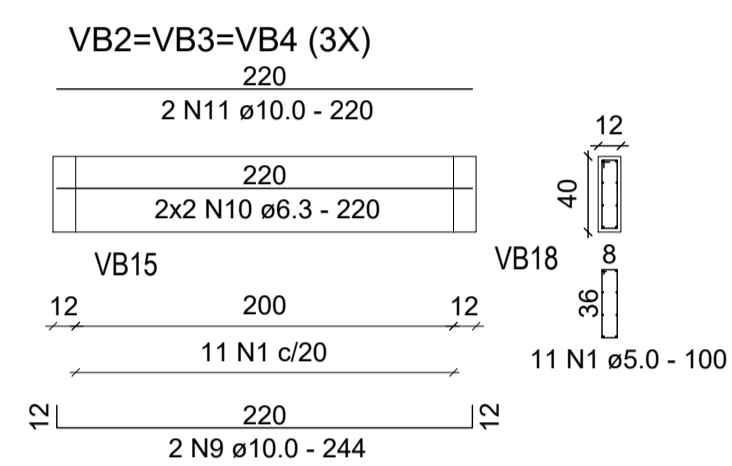 VB2=VB3=VB4 (3X)
220
2 N11 ø10.0 - 220
12
220
2x2 N10 ø6.3 - 220
40
VB15
VB18
8
12
200
12
36
11 N1 c/20
11 N1 ø5.0 - 100
12
220
12
2 N9 ø10.0 - 244